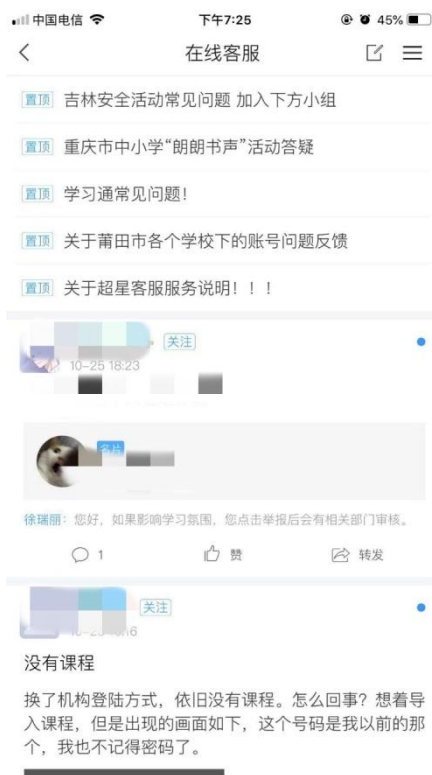 中国电信 下午7:25 45%
在线客服
置顶 吉林安全活动常见问题 加入下方小组
置顶 重庆市中小学“朗朗书声”活动答疑
置顶 学习通常见问题！
置顶 关于莆田市各个学校下的账号问题反馈
置顶 关于超星客服服务说明！！！
关注
10-25 18:23
名片
徐瑞丽：您好，如果影响学习氛围，您点击举报后会有相关部门审核。
1 赞 转发
关注
没有课程
换了机构登陆方式，依旧没有课程。怎么回事？想着导
入课程，但是出现的画面如下，这个号码是我以前的那
个，我也不记得密码了。